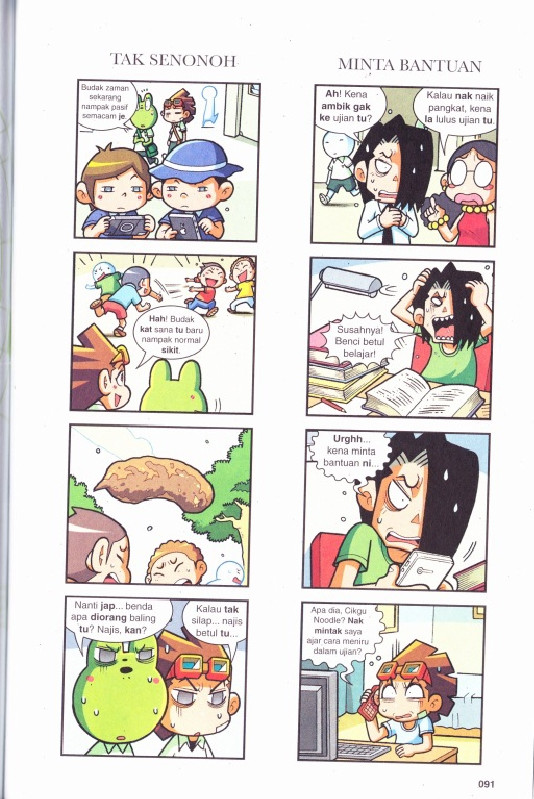 TAK SENONOH
Budak zaman
sekarang
nampak pasif
semacam je
Hah! Budak
kat sana tu baru
nampak normal
sikit.
Nanti jap... benda
apa diorang baling
tu? Najis, kan?
Kalau tak
silap... najis
betul tu...
MINTA BANTUAN
Ah! Kena
ambik gak
ke ujian tu?
Kalau nak naik
pangkat, kena
la lulus ujian tu.
Susahnya!
Benci betul
belajar!
Urghh...
kena minta
bantuan ni...
Apa dia, Cikgu
Noodle? Nak
mintak saya
ajar cara meniru
dalam ujian?
091